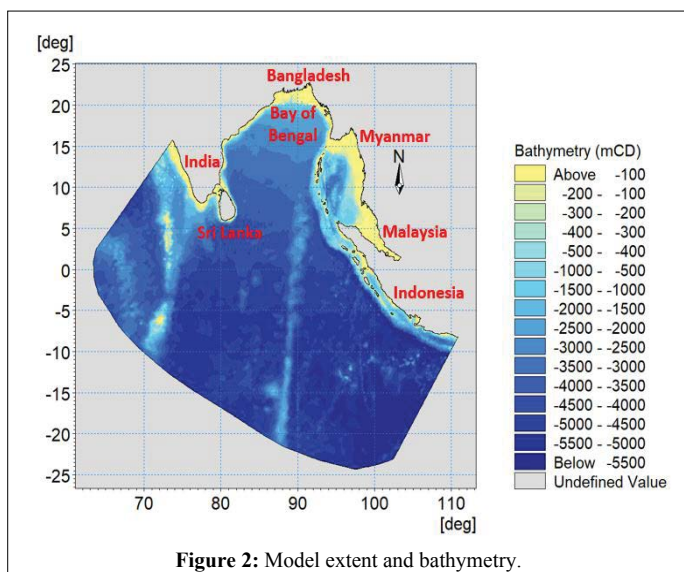 [deg]
25
20
15
10
5
0
-5
-10
-15
-20
-25
70
80
90
100
110
[deg]
Bangladesh
Bay of
Bengal
Myanmar
India
N
Sri Lanka
Malaysia
Indonesia
Bathymetry (mCD)
Above -100
-200 - -100
-300 - -200
-400 - -300
-500 - -400
-1000 - -500
-1500 - -1000
-2000 - -1500
-2500 - -2000
-3000 - -2500
-3500 - -3000
-4000 - -3500
-4500 - -4000
-5000 - -4500
-5500 - -5000
Below -5500
Undefined Value
Figure 2: Model extent and bathymetry.